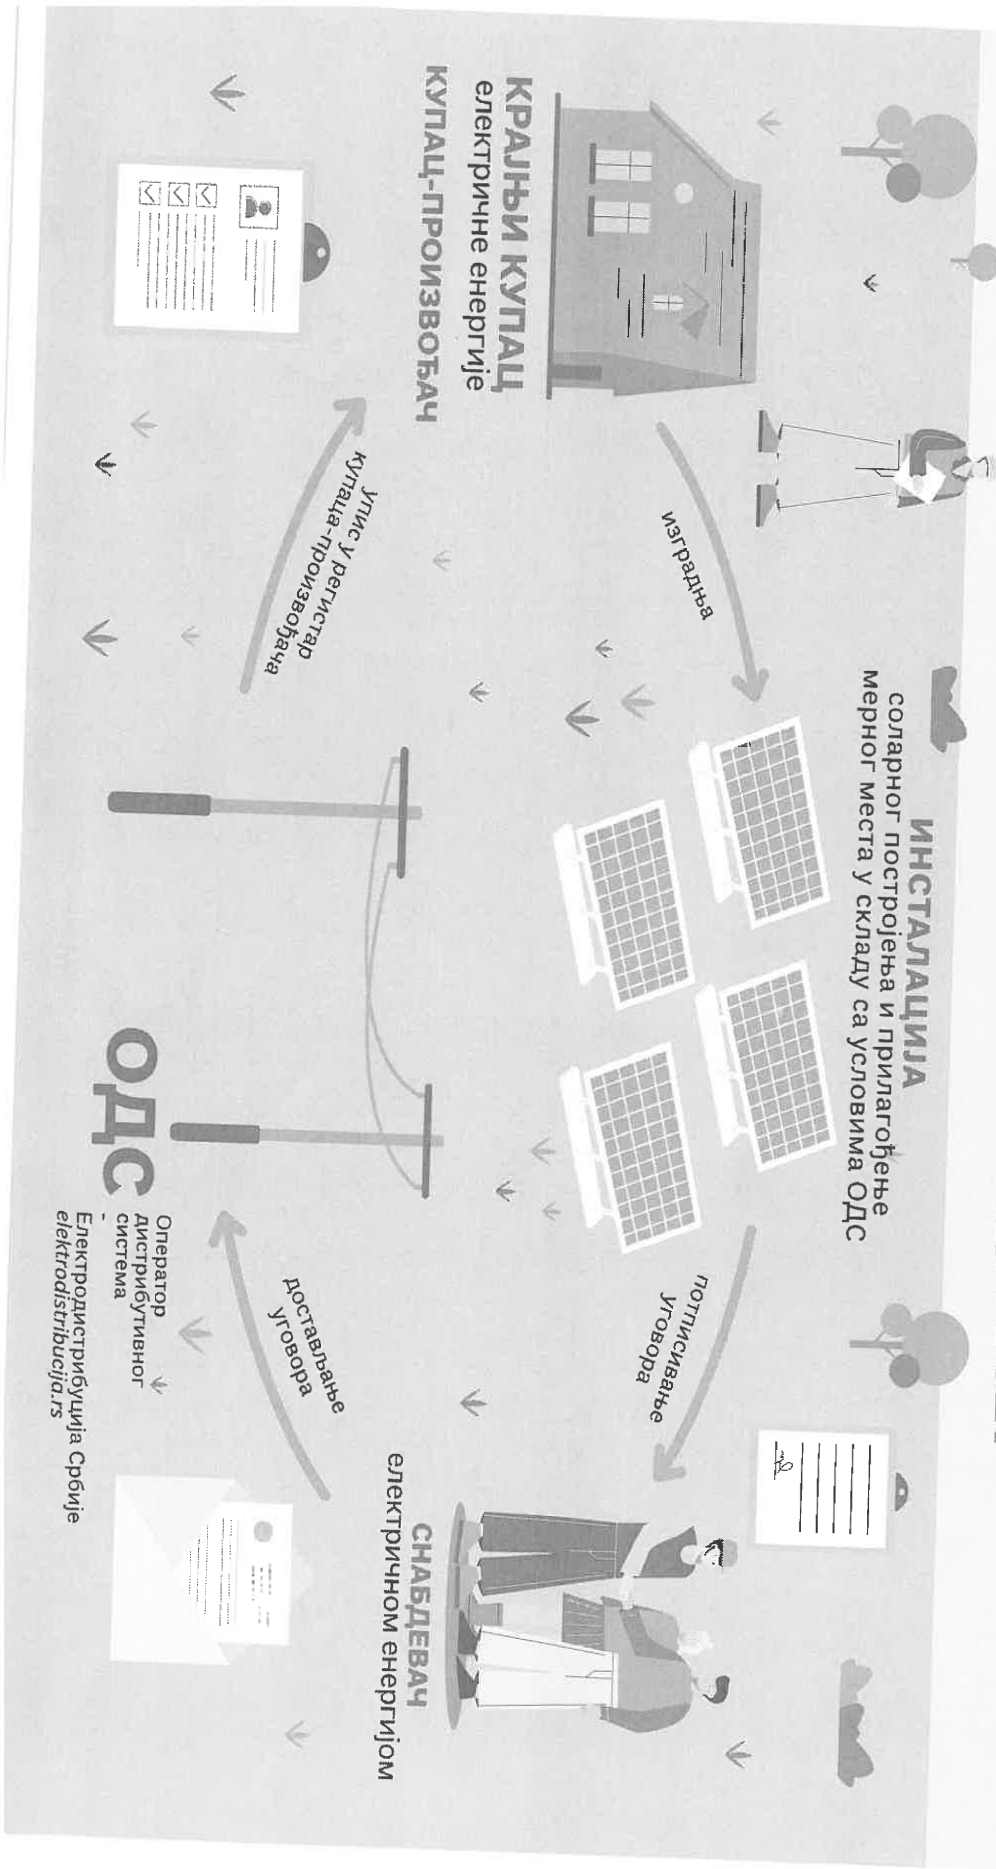 КРАЈЊИ КУПАЦ
електричне енергије
КУПАЦ-ПРОИЗВОЂАЧ
изградња
ИНСТАЛАЦИЈА
соларног постројења и прилагођење
мерног места у складу са условима ОДС
потписивање
уговора
СНАБДЕВАЧ
електричном енергијом
достављање
уговора
ОДС
Оператор
дистрибутивног
система
-
Електродистрибуција Србије
elektrodistribucija.rs
упис у регистар
купаца-произвођача